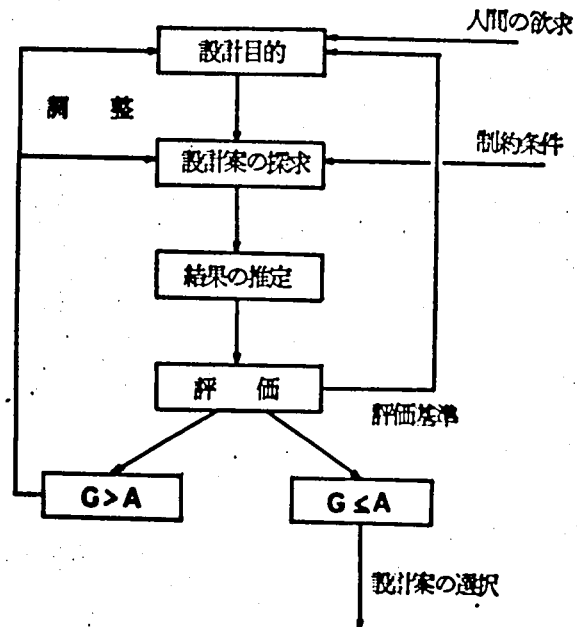 人間の欲求
設計目的
調 整
制約条件
設計案の探求
結果の推定
評 価
評価基準
G>A
G≤A
設計案の選択